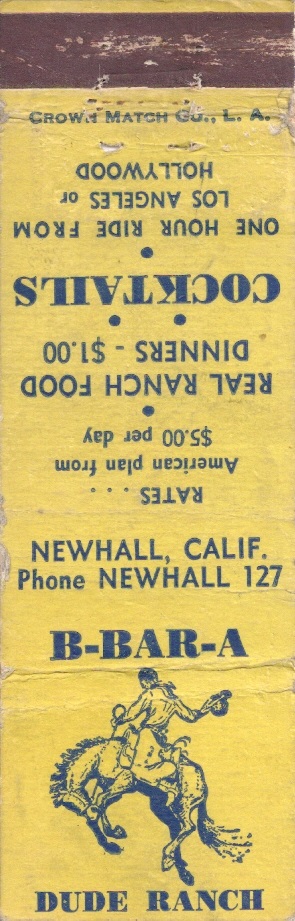 CROWN MATCH CO., L. A.
RATES . . .
American plan from
$5.00 per day
REAL RANCH FOOD
DINNERS - $1.00
COCKTAILS
ONE HOUR RIDE FROM
LOS ANGELES or
HOLLYWOOD
NEWHALL, CALIF.
Phone NEWHALL 127
B-BAR-A
DUDE RANCH